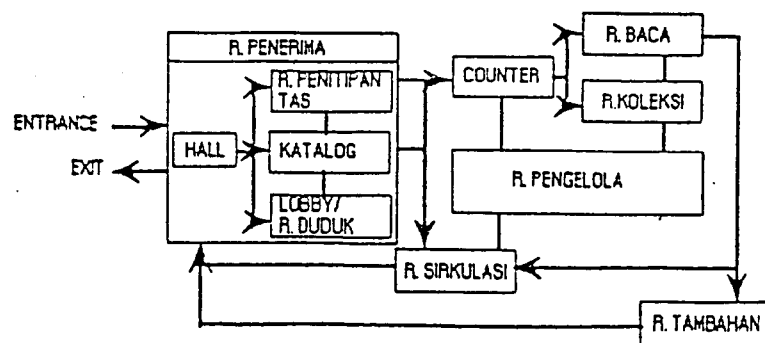 R. PENERIMA
R. PENITIPAN
TAS
HALL
KATALOG
LOBBY/
R. DUDUK
ENTRANCE
EXIT
COUNTER
R. BACA
R.KOLEKSI
R. PENGELOLA
R. SIRKULASI
R. TAMBAHAN